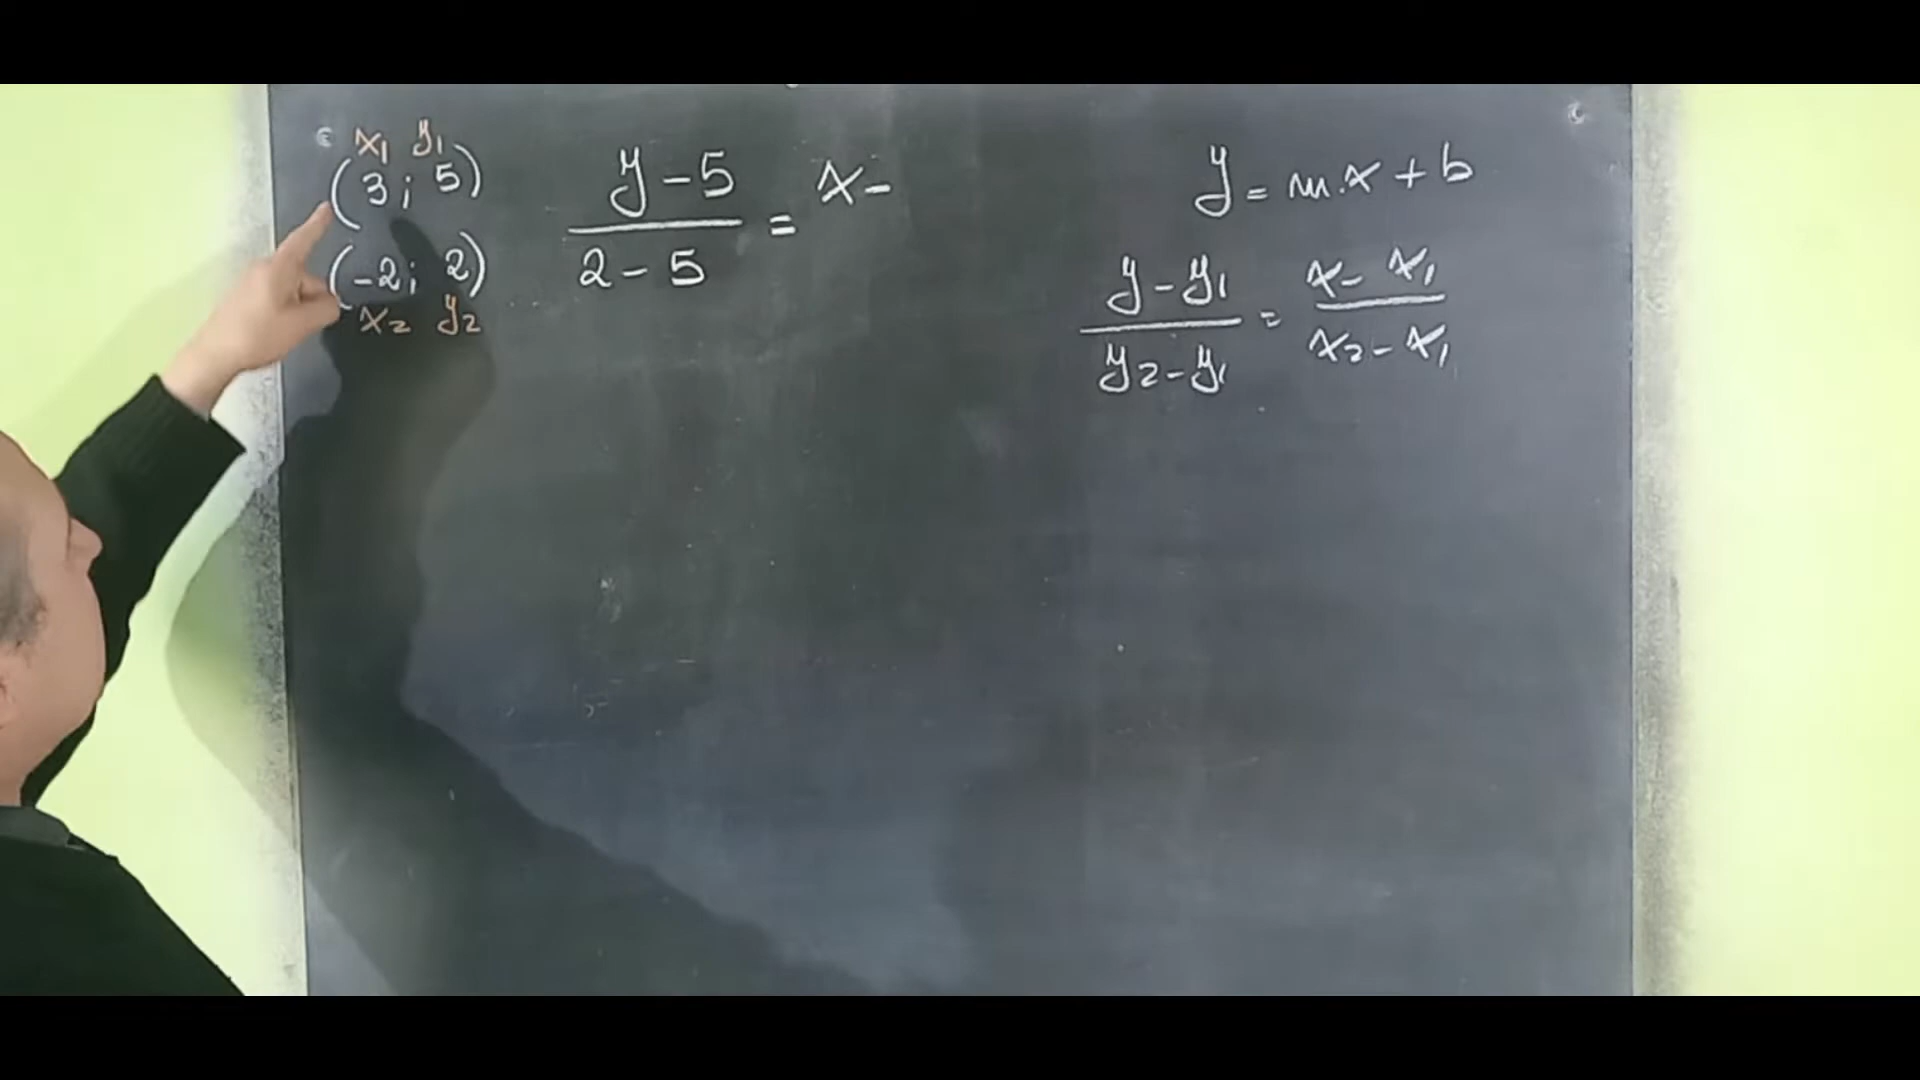 x₁ y₁
(3; 5)
(-2; 2)
x₂ y₂
y-5
2-5
= x-
y = m.x + b
y-y₁
y₂-y₁
=
x-x₁
x₂-x₁